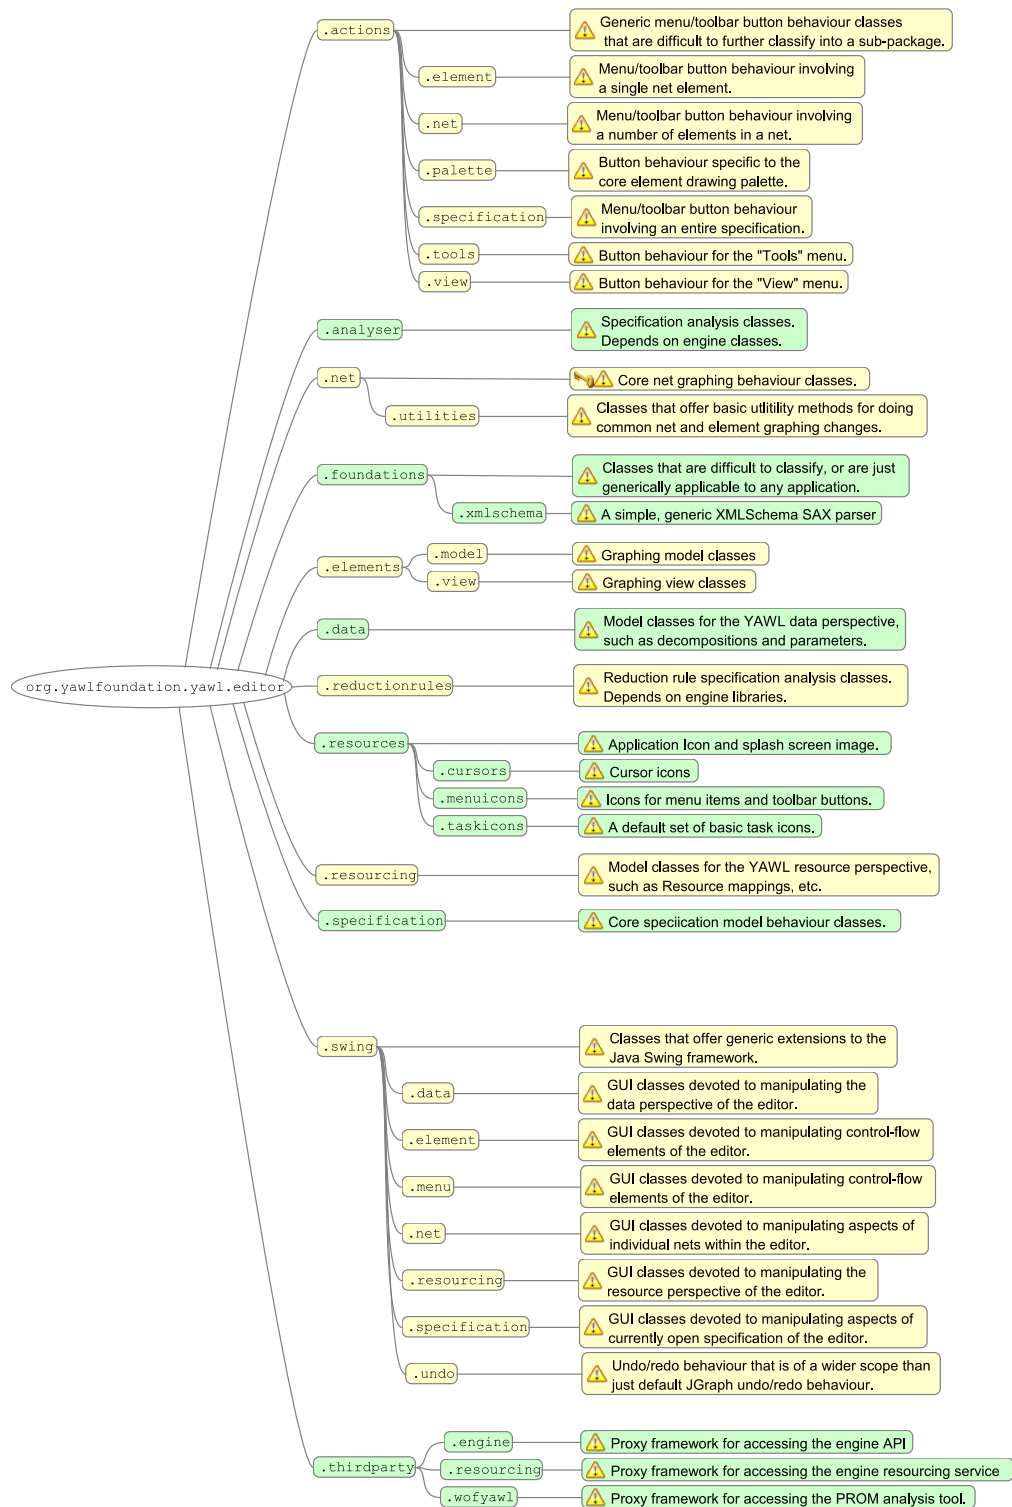 .actions
Generic menu/toolbar button behaviour classes
that are difficult to further classify into a sub-package.
.element
Menu/toolbar button behaviour involving
a single net element.
.net
Menu/toolbar button behaviour involving
a number of elements in a net.
.palette
Button behaviour specific to the
core element drawing palette.
.specification
Menu/toolbar button behaviour
involving an entire specification.
.tools
Button behaviour for the "Tools" menu.
.view
Button behaviour for the "View" menu.
.analyser
Specification analysis classes.
Depends on engine classes.
.net
Core net graphing behaviour classes.
.utilities
Classes that offer basic utlitility methods for doing
common net and element graphing changes.
.foundations
Classes that are difficult to classify, or are just
generically applicable to any application.
.xmlschema
A simple, generic XMLSchema SAX parser
.elements
.model
Graphing model classes
.view
Graphing view classes
.data
Model classes for the YAWL data perspective,
such as decompositions and parameters.
org.yawlfoundation.yawl.editor
.reductionrules
Reduction rule specification analysis classes.
Depends on engine libraries.
.resources
Application Icon and splash screen image.
.cursors
Cursor icons
.menuicons
Icons for menu items and toolbar buttons.
.taskicons
A default set of basic task icons.
.resourcing
Model classes for the YAWL resource perspective,
such as Resource mappings, etc.
.specification
Core speciication model behaviour classes.
.swing
Classes that offer generic extensions to the
Java Swing framework.
.data
GUI classes devoted to manipulating the
data perspective of the editor.
.element
GUI classes devoted to manipulating control-flow
elements of the editor.
.menu
GUI classes devoted to manipulating control-flow
elements of the editor.
.net
GUI classes devoted to manipulating aspects of
individual nets within the editor.
.resourcing
GUI classes devoted to manipulating the
resource perspective of the editor.
.specification
GUI classes devoted to manipulating aspects of
currently open specification of the editor.
.undo
Undo/redo behaviour that is of a wider scope than
just default JGraph undo/redo behaviour.
.thirdparty
.engine
Proxy framework for accessing the engine API
.resourcing
Proxy framework for accessing the engine resourcing service
.wofyawl
Proxy framework for accessing the PROM analysis tool.